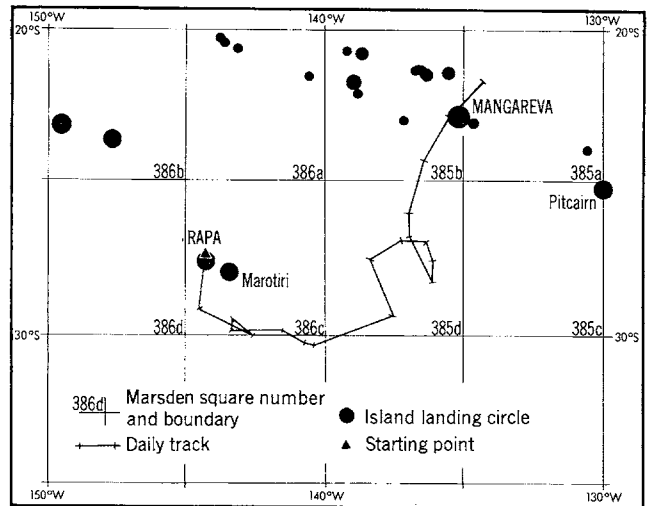 150°W 140°W 130°W
20°S 20°S
MANGAREVA
386b 386a 385b 385a
Pitcairn
RAPA
Marotiri
386d 386c 385d 385c
30°S 30°S
386d Marsden square number
and boundary
Island landing circle
Daily track
Starting point
150°W 140°W 130°W